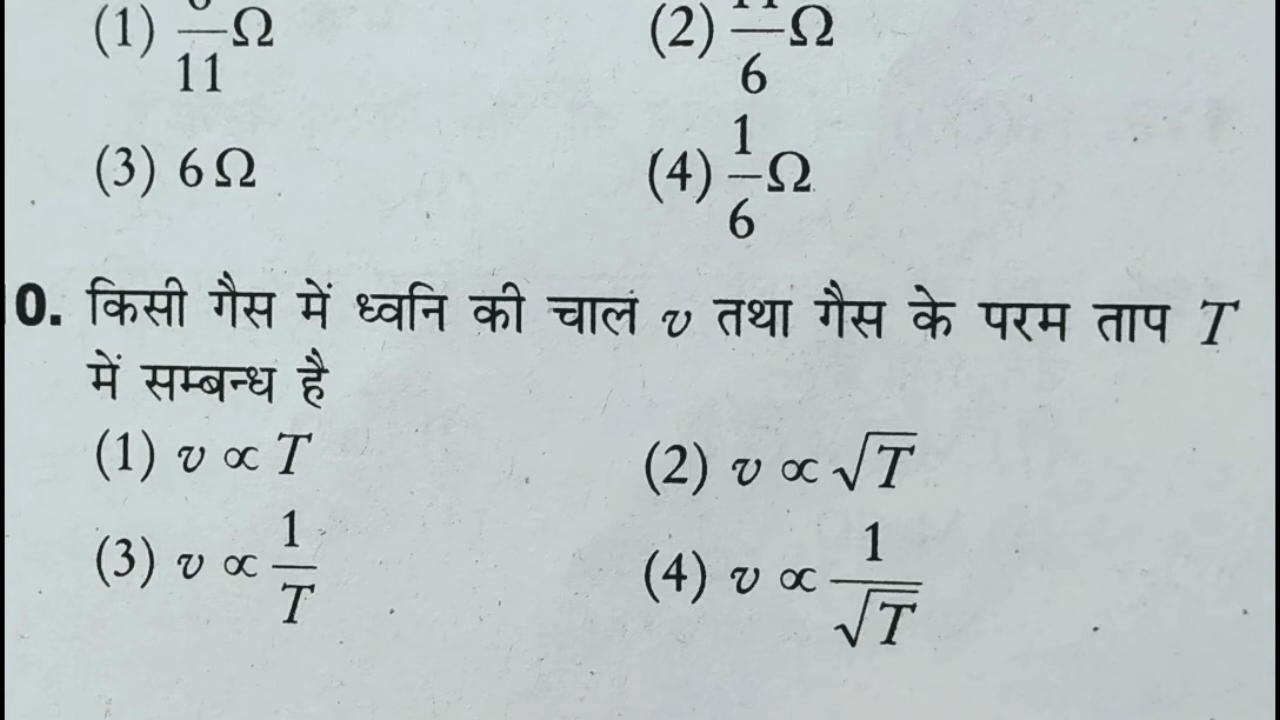 (1) —/11 Ω (2) —/6 Ω
(3) 6Ω (4) 1/6 Ω
0. किसी गैस में ध्वनि की चाल v तथा गैस के परम ताप T
में सम्बन्ध है
(1) v ∝ T (2) v ∝ √T
(3) v ∝ 1/T (4) v ∝ 1/√T